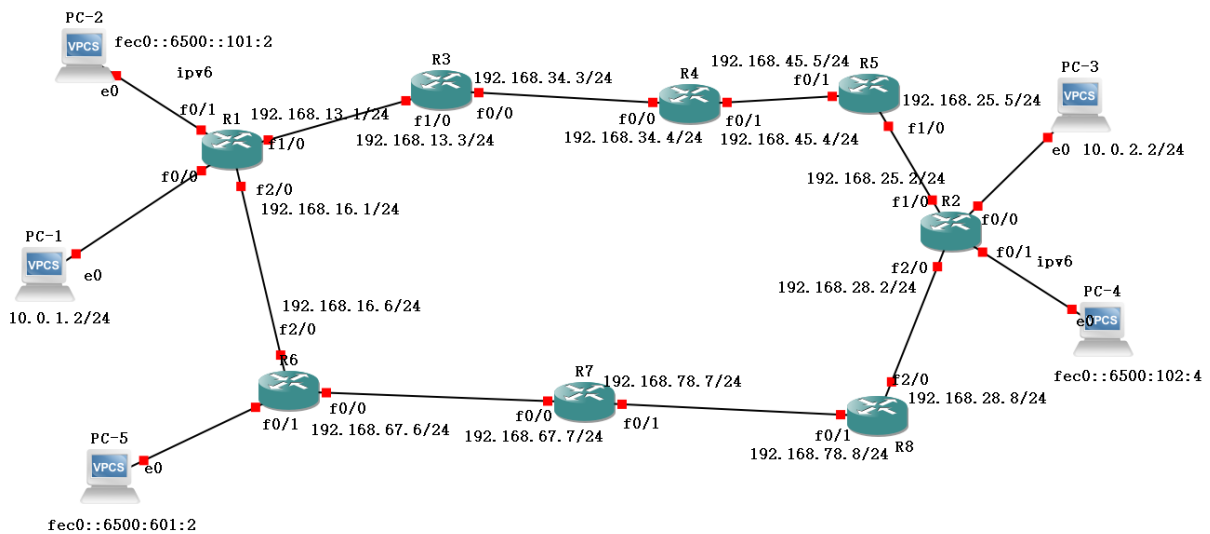 PC-2
VPCS
fec0::6500::101:2
ipv6
e0
f0/1
R1
192.168.13.1/24
f1/0
f0/0
f2/0
192.168.16.1/24
R3
192.168.34.3/24
f1/0
f0/0
192.168.13.3/24
R4
f0/0
f0/1
192.168.34.4/24
192.168.45.4/24
192.168.45.5/24
f0/1
R5
192.168.25.5/24
f1/0
PC-3
VPCS
e0
10.0.2.2/24
192.168.25.2/24
f1/0
R2
f0/0
f0/1
ipv6
f2/0
192.168.28.2/24
PC-4
e0
VPCS
fec0::6500:102:4
PC-1
VPCS
e0
10.0.1.2/24
192.168.16.6/24
f2/0
R6
f0/0
f0/1
192.168.67.6/24
R7
192.168.78.7/24
f0/0
f0/1
192.168.67.7/24
f2/0
192.168.28.8/24
f0/1
R8
192.168.78.8/24
PC-5
VPCS
e0
fec0::6500:601:2